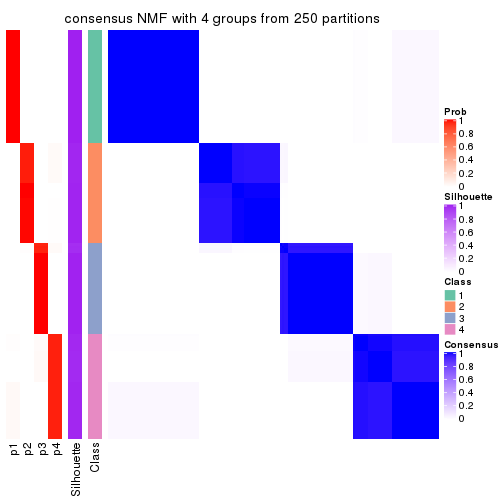 consensus NMF with 4 groups from 250 partitions
Prob
1
0.8
0.6
0.4
0.2
0
Silhouette
1
0.8
0.6
0.4
0.2
0
Class
1
2
3
4
Consensus
1
0.8
0.6
0.4
0.2
0
p1
p2
p3
p4
Silhouette
Class